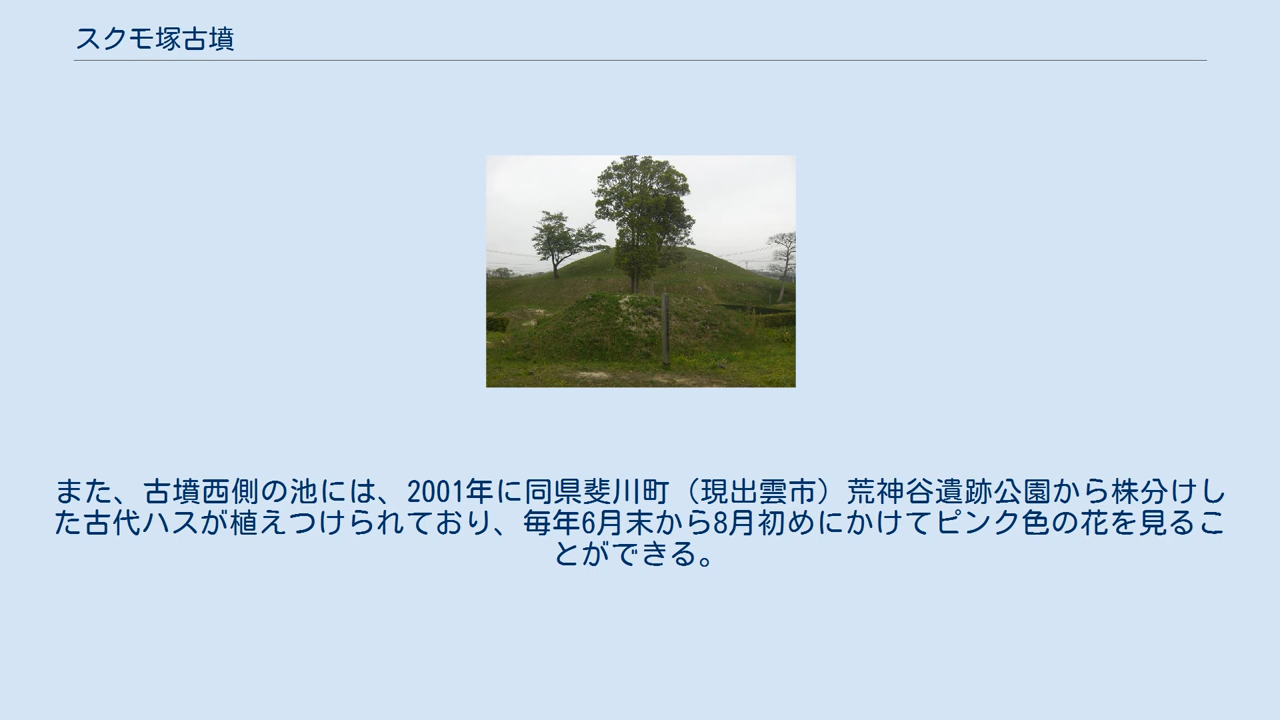 スクモ塚古墳
また、古墳西側の池には、2001年に同県斐川町（現出雲市）荒神谷遺跡公園から株分けし
た古代ハスが植えつけられており、毎年6月末から8月初めにかけてピンク色の花を見るこ
とができる。